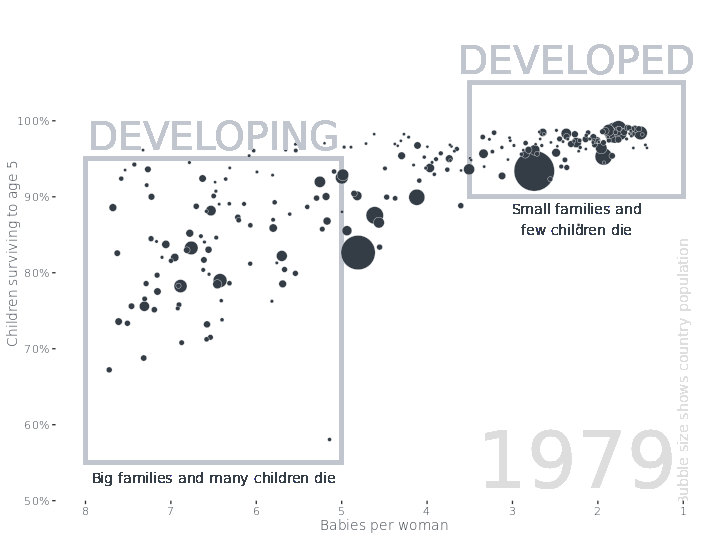 DEVELOPED
DEVELOPING
100%
90%
80%
70%
60%
50%
Children surviving to age 5
Small families and
few children die
Big families and many children die
1979
Bubble size shows country population
8 7 6 5 4 3 2 1
Babies per woman